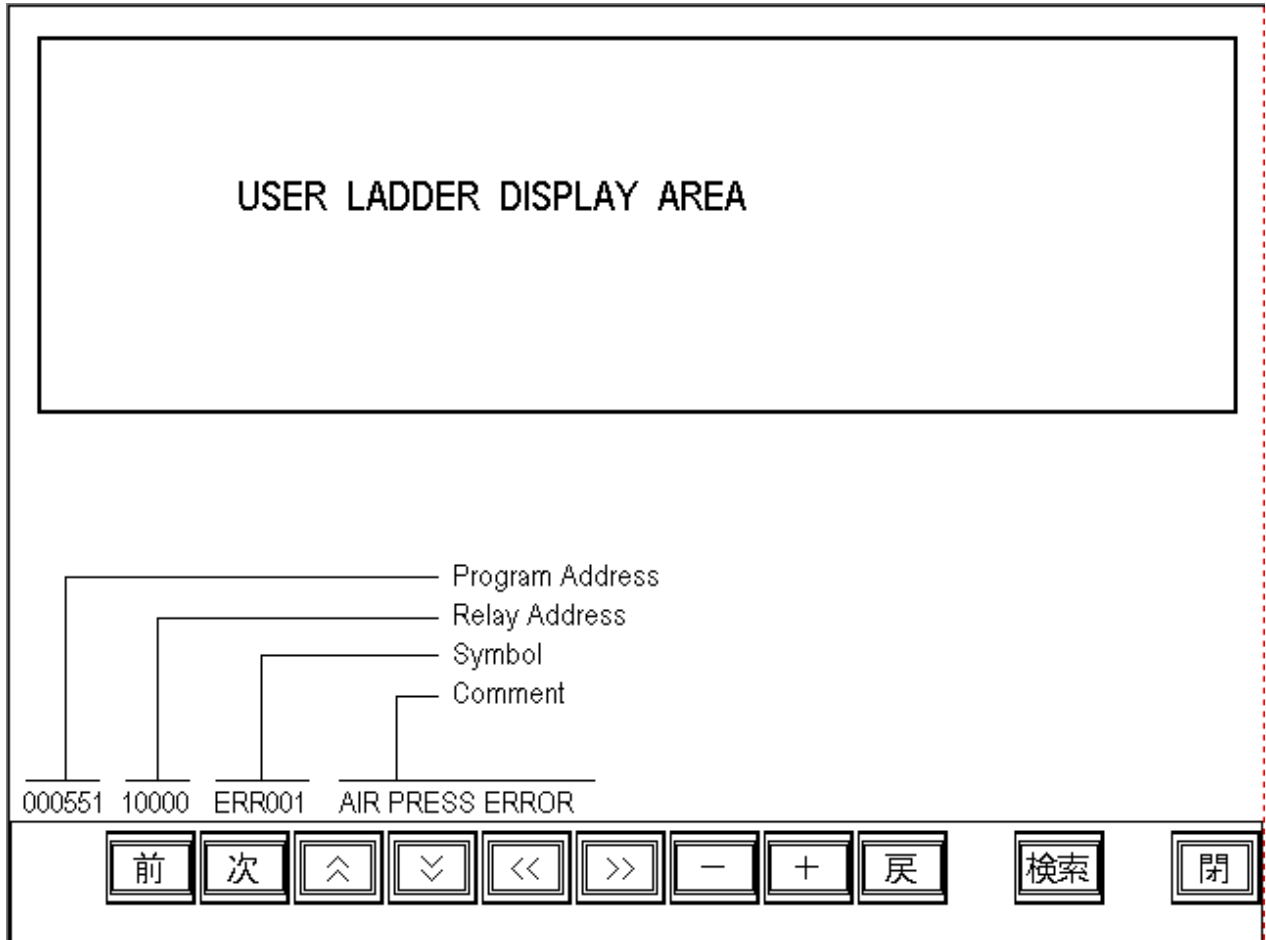 USER LADDER DISPLAY AREA
Program Address
Relay Address
Symbol
Comment
000551 10000 ERR001 AIR PRESS ERROR
前 次 << >> − + 戻 検索 閉